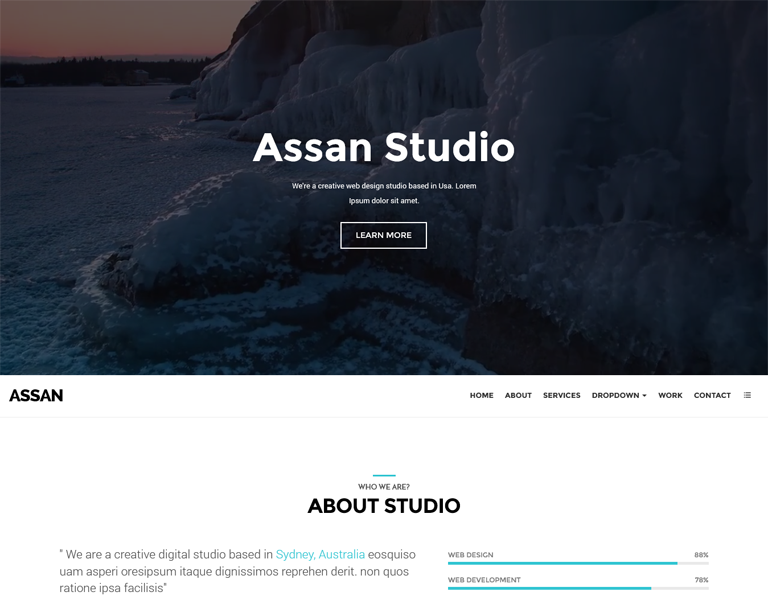 Assan Studio
We're a creative web design studio based in Usa. Lorem
Ipsum dolor sit amet.
LEARN MORE
ASSAN
HOME ABOUT SERVICES DROPDOWN WORK CONTACT
WHO WE ARE?
ABOUT STUDIO
" We are a creative digital studio based in Sydney, Australia eosquiso
uam asperi oresipsum itaque dignissimos reprehen derit. non quos
ratione ipsa facilisis"
WEB DESIGN 88%
WEB DEVELOPMENT 78%